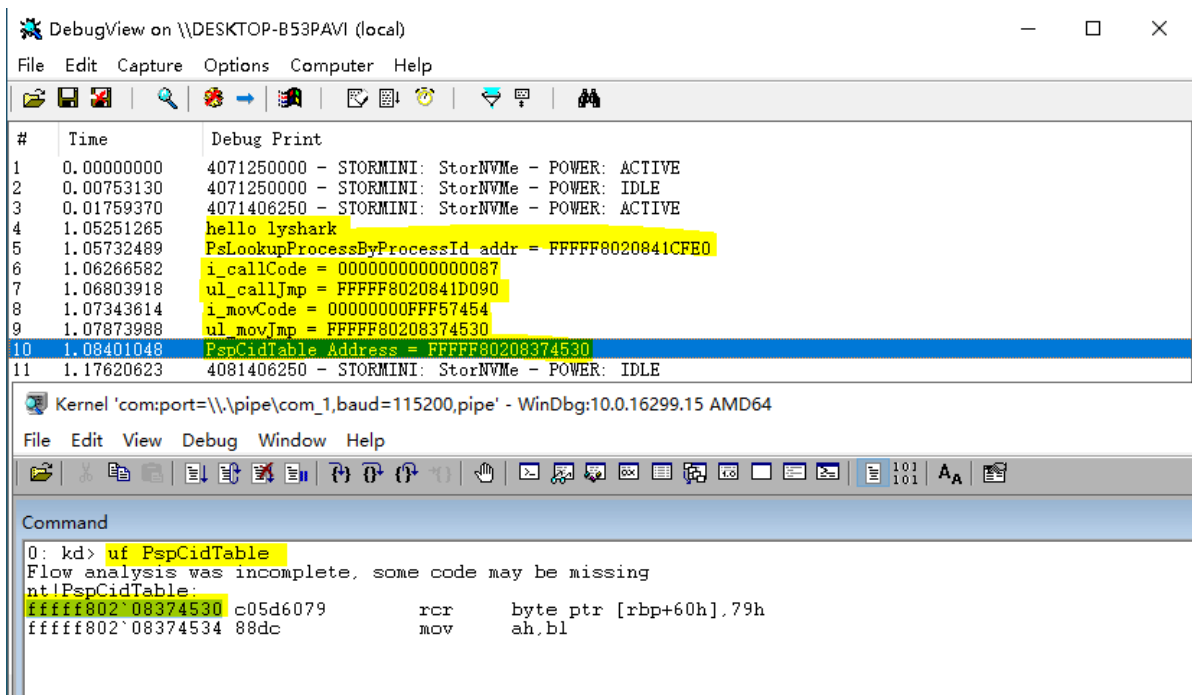 DebugView on \\DESKTOP-B53PAVI (local)
File Edit Capture Options Computer Help
# Time Debug Print
1 0.00000000 4071250000 - STORMINI: StorNVMe - POWER: ACTIVE
2 0.00753130 4071250000 - STORMINI: StorNVMe - POWER: IDLE
3 0.01759370 4071406250 - STORMINI: StorNVMe - POWER: ACTIVE
4 1.05251265 hello lyshark
5 1.05732489 PsLookupProcessByProcessId addr = FFFFF8020841CFE0
6 1.06266582 i_callCode = 0000000000000087
7 1.06803918 ul_callJmp = FFFFF8020841D090
8 1.07343614 i_movCode = 00000000FFF57454
9 1.07873988 ul_movJmp = FFFFF80208374530
10 1.08401048 PspCidTable Address = FFFFF80208374530
11 1.17620623 4081406250 - STORMINI: StorNVMe - POWER: IDLE
Kernel 'com:port=\\.\pipe\com_1,baud=115200,pipe' - WinDbg:10.0.16299.15 AMD64
File Edit View Debug Window Help
101
101 AA
Command
0: kd> uf PspCidTable
Flow analysis was incomplete, some code may be missing
nt!PspCidTable:
fffff802`08374530 c05d6079 rcr byte ptr [rbp+60h],79h
fffff802`08374534 88dc mov ah,bl